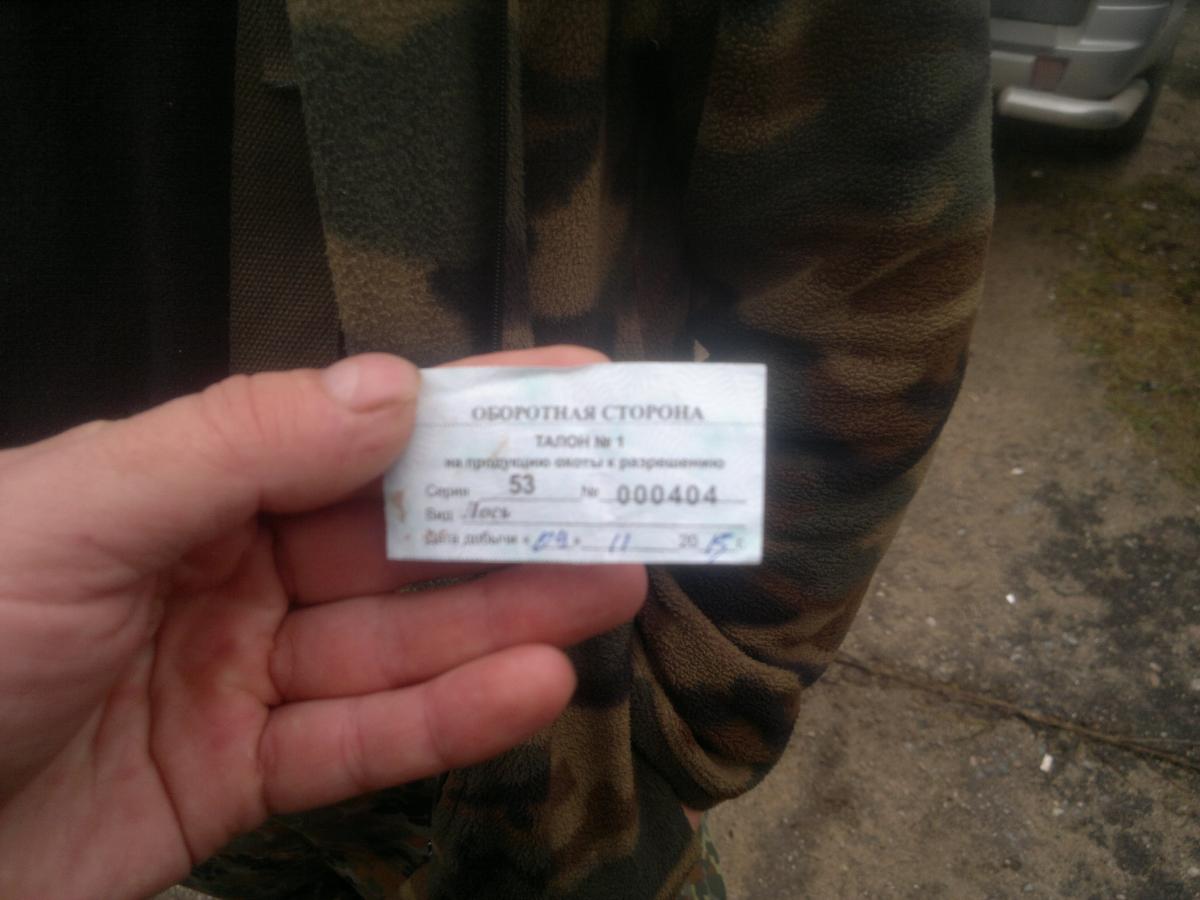 ОБОРОТНАЯ СТОРОНА
ТАЛОН № 1
на продукцию охоты к разрешению
Серия 53 № 000404
Вид Лось
Дата добычи « 09 » 11 20 15 г.